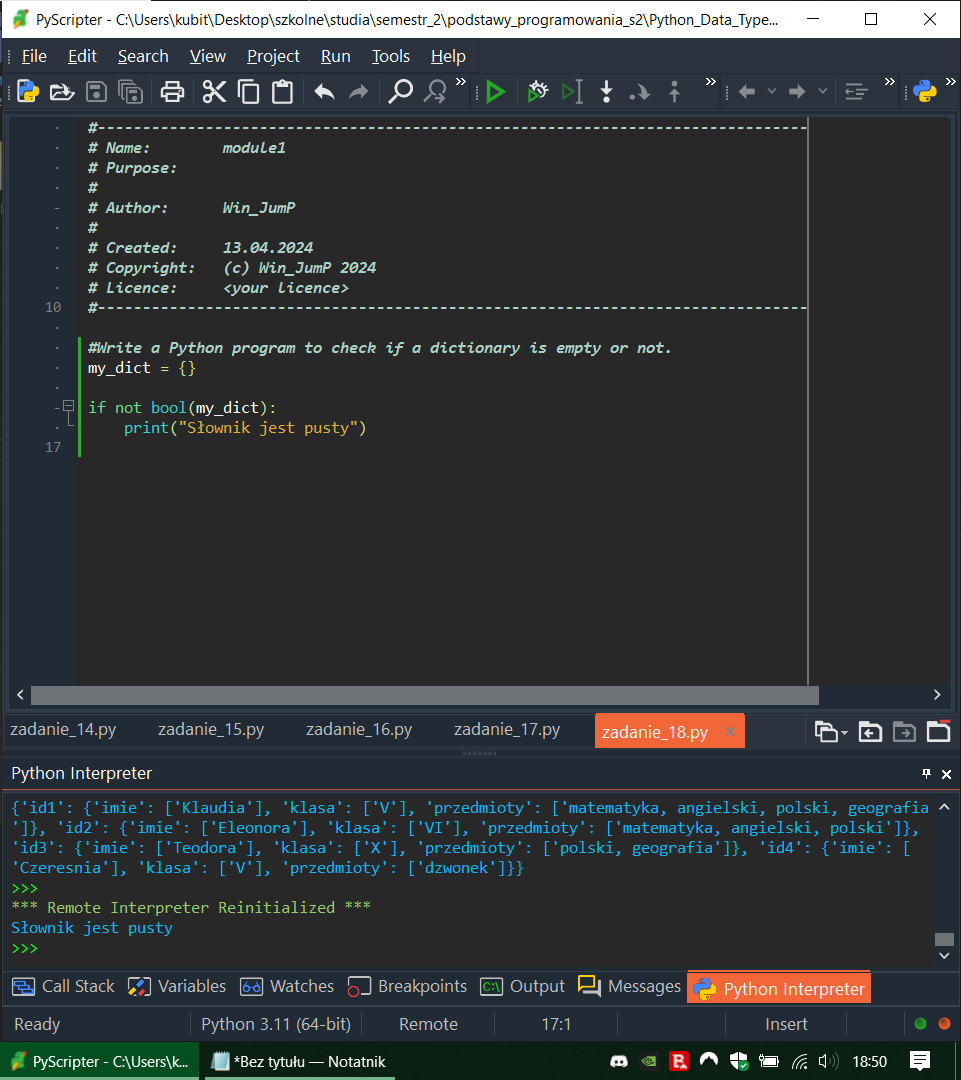 PyScripter - C:\Users\kubit\Desktop\szkolne\studia\semestr_2\podstawy_programowania_s2\Python_Data_Type...
File Edit Search View Project Run Tools Help
#-------------------------------------------------------------------------------
# Name:        module1
# Purpose:
#
# Author:      Win_JumP
#
# Created:     13.04.2024
# Copyright:   (c) Win_JumP 2024
# Licence:     <your licence>
10 #-------------------------------------------------------------------------------
#Write a Python program to check if a dictionary is empty or not.
my_dict = {}
if not bool(my_dict):
    print("Słownik jest pusty")
17
zadanie_14.py zadanie_15.py zadanie_16.py zadanie_17.py zadanie_18.py
Python Interpreter
{'id1': {'imie': ['Klaudia'], 'klasa': ['V'], 'przedmioty': ['matematyka, angielski, polski, geografia
']}, 'id2': {'imie': ['Eleonora'], 'klasa': ['VI'], 'przedmioty': ['matematyka, angielski, polski']},
'id3': {'imie': ['Teodora'], 'klasa': ['X'], 'przedmioty': ['polski, geografia']}, 'id4': {'imie': [
'Czeresnia'], 'klasa': ['V'], 'przedmioty': ['dzwonek']}}
>>>
*** Remote Interpreter Reinitialized ***
Słownik jest pusty
>>>
Call Stack Variables Watches Breakpoints Output Messages Python Interpreter
Ready Python 3.11 (64-bit) Remote 17:1 Insert
PyScripter - C:\Users\k... *Bez tytułu — Notatnik 18:50